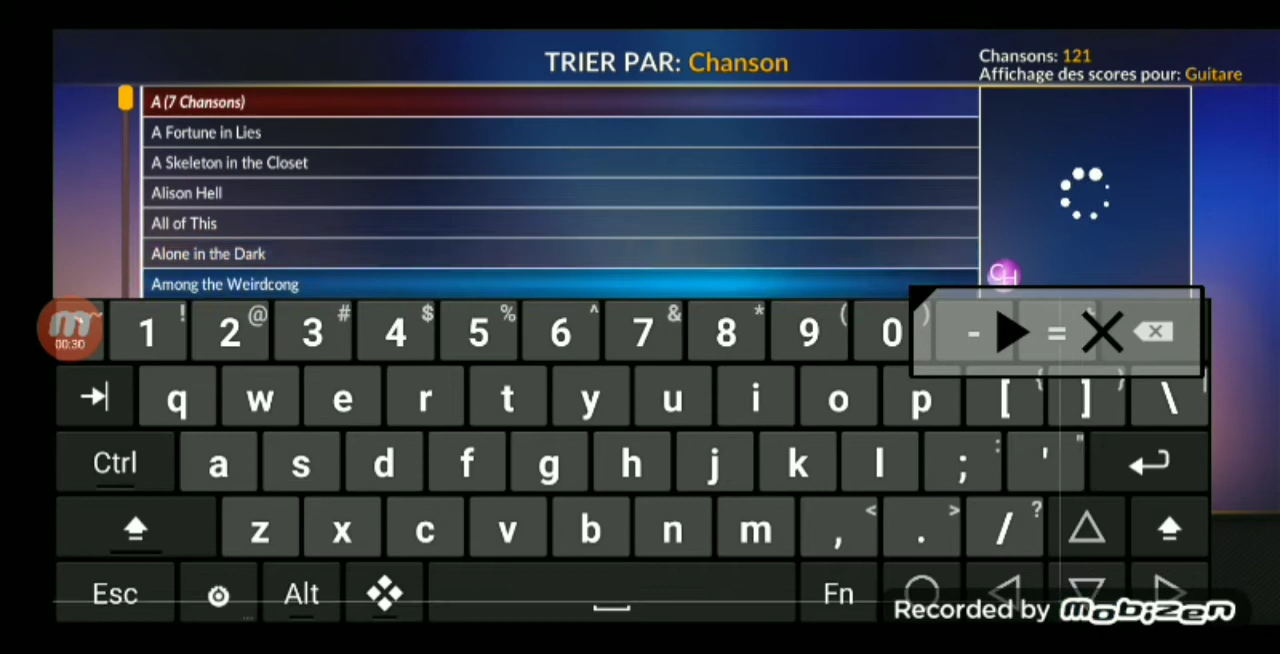 TRIER PAR: Chanson
Chansons: 121
Affichage des scores pour: Guitare
A (7 Chansons)
A Fortune in Lies
A Skeleton in the Closet
Alison Hell
All of This
Alone in the Dark
Among the Weirdcong
CH
00:30
~ 1 ! 2 @ 3 # 4 $ 5 % 6 ^ 7 & 8 * 9 ( 0 ) - =
q w e r t y u i o p [ { ] } \ |
Ctrl a s d f g h j k l ; : ' "
z x c v b n m , < . > / ?
Esc Alt Fn
Recorded by mobizen